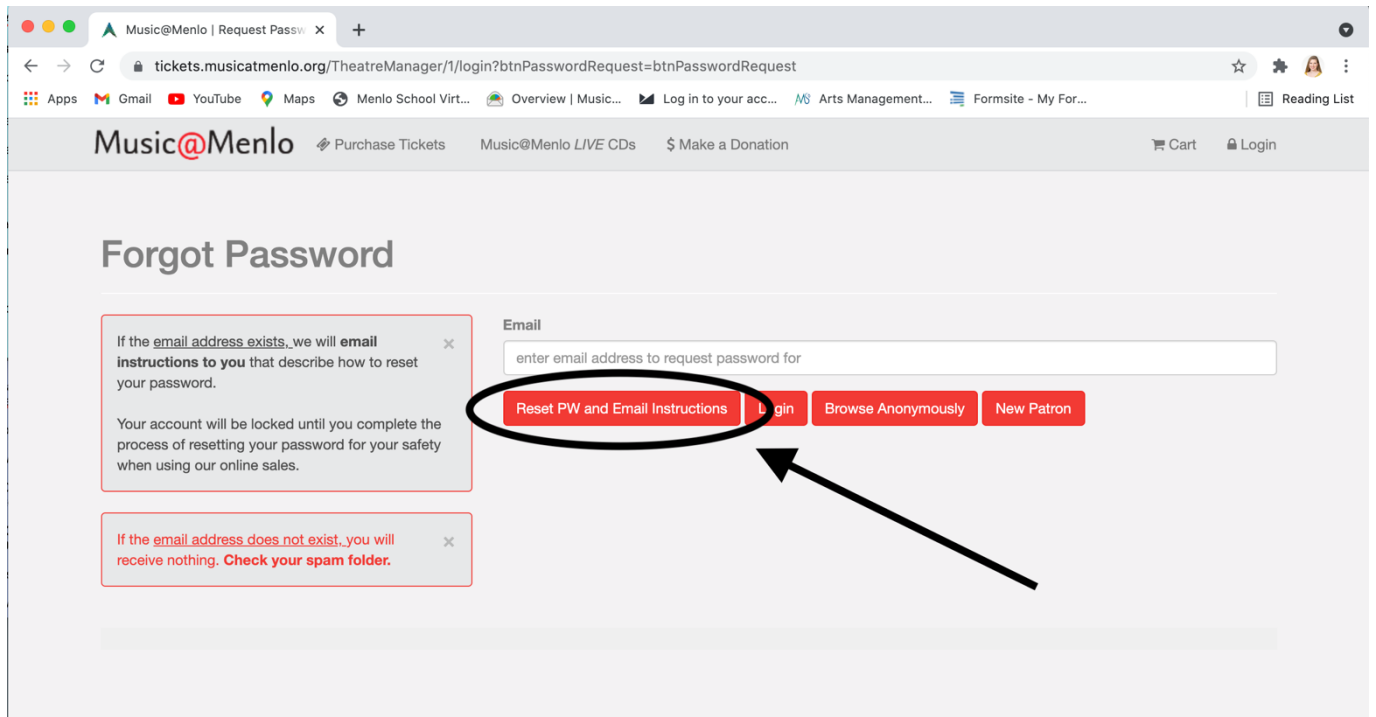 Music@Menlo | Request Passw
tickets.musicatmenlo.org/TheatreManager/1/login?btnPasswordRequest=btnPasswordRequest
Apps Gmail YouTube Maps Menlo School Virt... Overview | Music... Log in to your acc... Arts Management... Formsite - My For... Reading List
Music@Menlo Purchase Tickets Music@Menlo LIVE CDs $ Make a Donation Cart Login
Forgot Password
If the email address exists, we will email
instructions to you that describe how to reset
your password.
Your account will be locked until you complete the
process of resetting your password for your safety
when using our online sales.
If the email address does not exist, you will
receive nothing. Check your spam folder.
Email
enter email address to request password for
Reset PW and Email Instructions Login Browse Anonymously New Patron